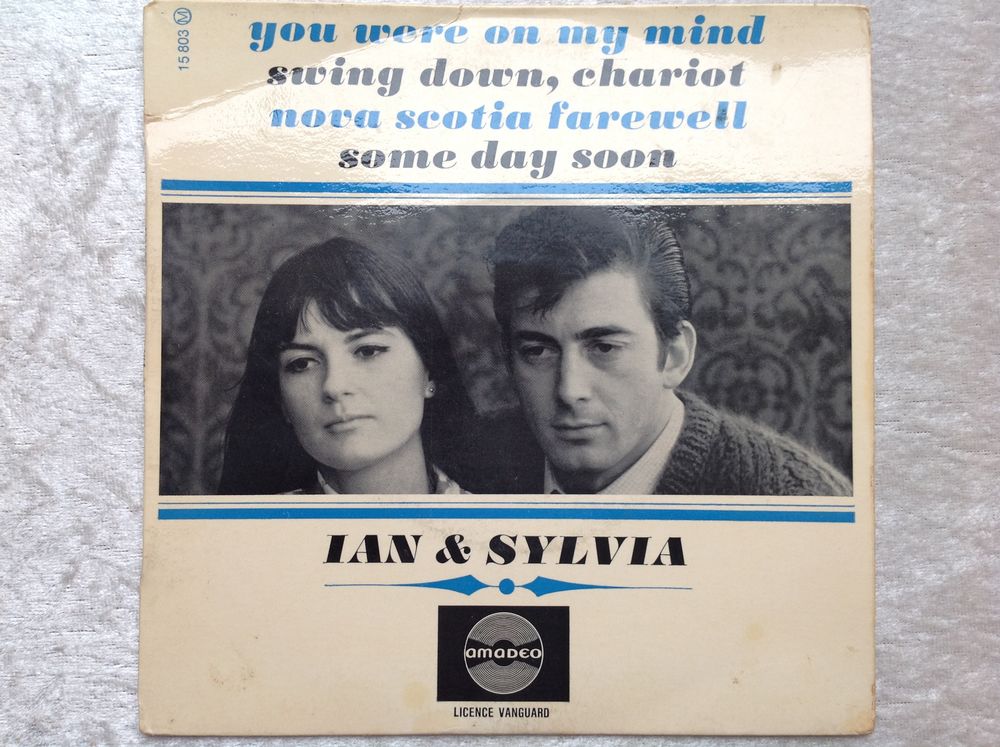 15 803 M
you were on my mind
swing down, chariot
nova scotia farewell
some day soon
IAN & SYLVIA
AMADEO
LICENCE VANGUARD